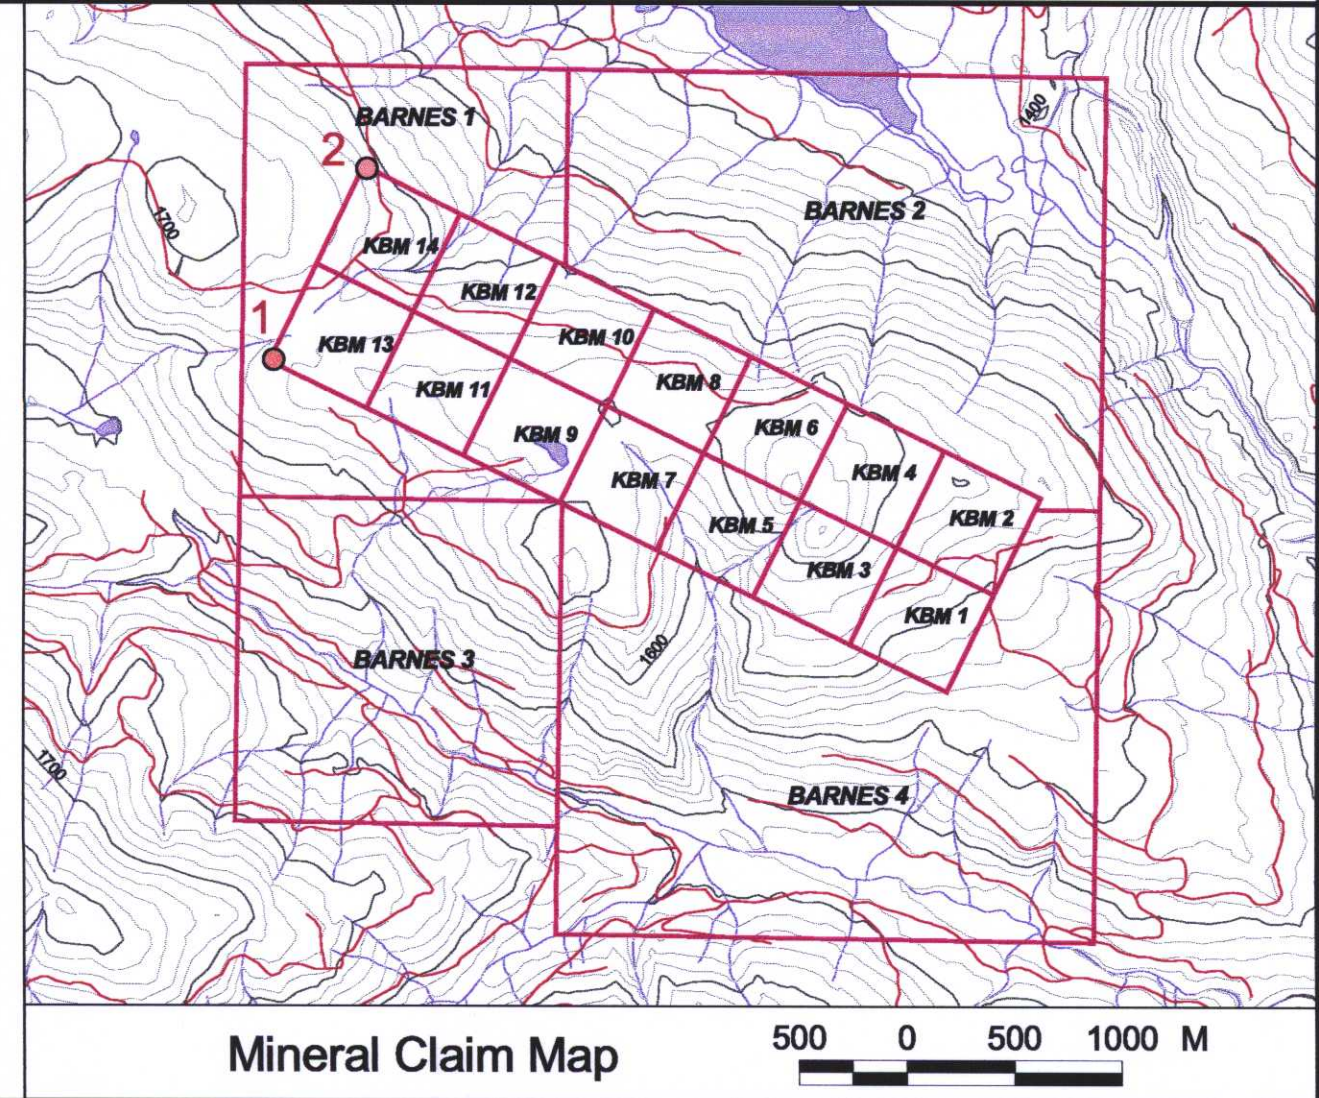 BARNES 1
1400
2
BARNES 2
1700
KBM 14
KBM 12
1
KBM 10
KBM 13
KBM 8
KBM 11
KBM 6
KBM 9
KBM 4
KBM 7
KBM 2
KBM 5
KBM 3
KBM 1
1600
BARNES 3
1700
BARNES 4
Mineral Claim Map
500 0 500 1000 M